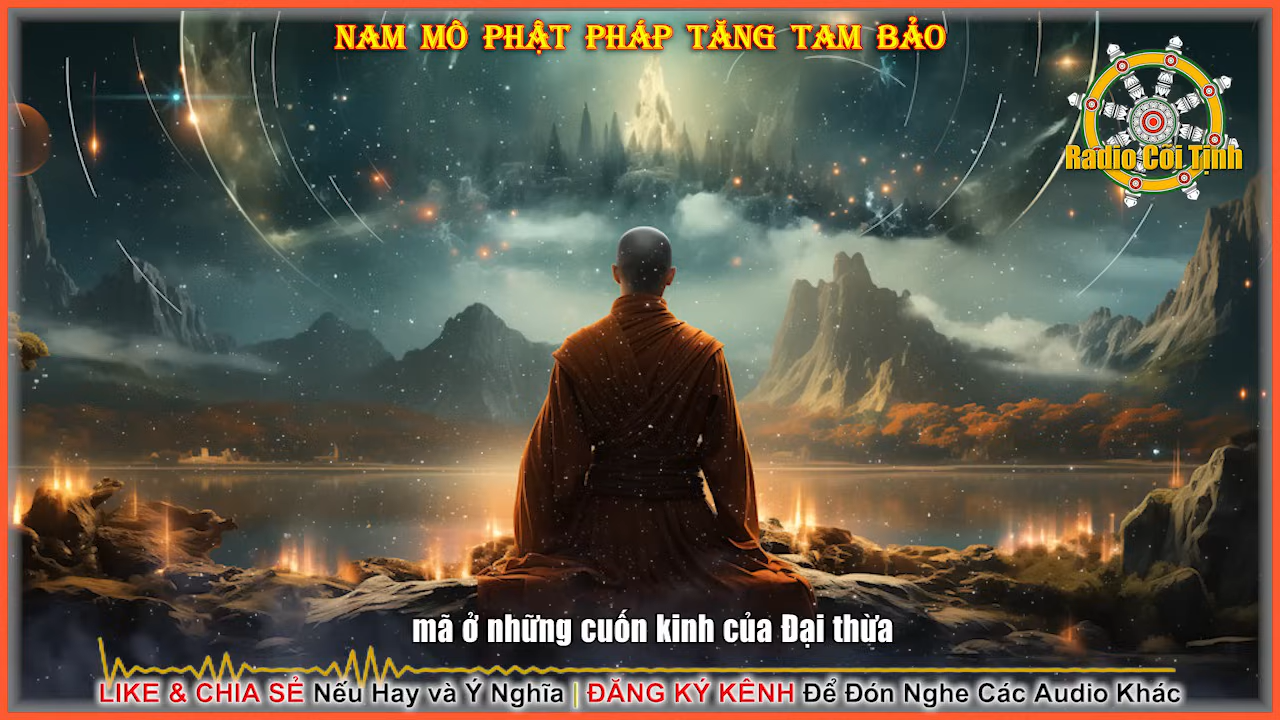 NAM MÔ PHẬT PHÁP TĂNG TAM BẢO
Radio Cõi Tịnh
mã ở những cuốn kinh của Đại thừa
LIKE & CHIA SẺ Nếu Hay và Ý Nghĩa | ĐĂNG KÝ KÊNH Để Đón Nghe Các Audio Khác